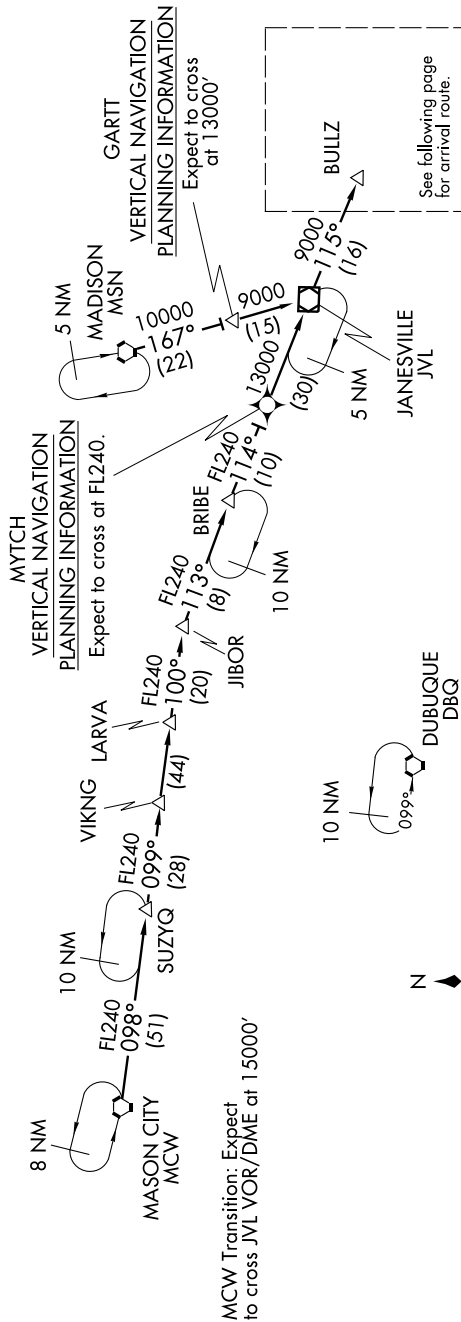 GARTT
VERTICAL NAVIGATION
PLANNING INFORMATION
Expect to cross
at 13000'
MADISON
MSN
5 NM
10000
167°
(22)
9000
(15)
MYTCH
VERTICAL NAVIGATION
PLANNING INFORMATION
Expect to cross at FL240.
BULLZ
See following page
for arrival route.
9000
115°
(16)
13000
(30)
5 NM
JANESVILLE
JVL
FL240
114°
(10)
BRIBE
10 NM
FL240
113°
(8)
JIBOR
FL240
100°
(20)
LARVA
(44)
VIKNG
FL240
099°
(28)
SUZYQ
10 NM
FL240
098°
(51)
8 NM
MASON CITY
MCW
10 NM
099°
DUBUQUE
DBQ
N
MCW Transition: Expect
to cross JVL VOR/DME at 15000'